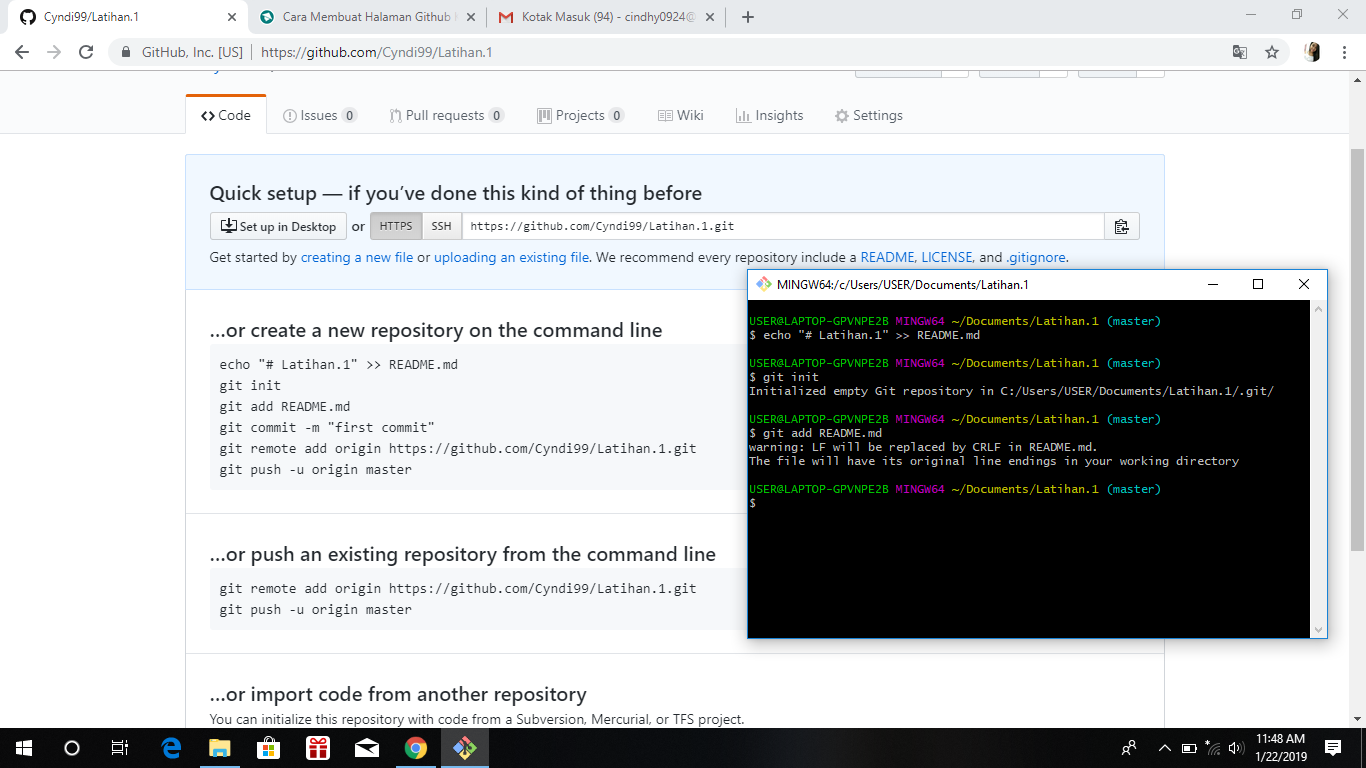 Cyndi99/Latihan.1
Cara Membuat Halaman Github
Kotak Masuk (94) - cindhy0924@
GitHub, Inc. [US] https://github.com/Cyndi99/Latihan.1
Code Issues 0 Pull requests 0 Projects 0 Wiki Insights Settings
Quick setup — if you’ve done this kind of thing before
Set up in Desktop or HTTPS SSH https://github.com/Cyndi99/Latihan.1.git
Get started by creating a new file or uploading an existing file. We recommend every repository include a README, LICENSE, and .gitignore.
…or create a new repository on the command line
echo "# Latihan.1" >> README.md
git init
git add README.md
git commit -m "first commit"
git remote add origin https://github.com/Cyndi99/Latihan.1.git
git push -u origin master
…or push an existing repository from the command line
git remote add origin https://github.com/Cyndi99/Latihan.1.git
git push -u origin master
…or import code from another repository
You can initialize this repository with code from a Subversion, Mercurial, or TFS project.
MINGW64:/c/Users/USER/Documents/Latihan.1
USER@LAPTOP-GPVNPE2B MINGW64 ~/Documents/Latihan.1 (master)
$ echo "# Latihan.1" >> README.md
USER@LAPTOP-GPVNPE2B MINGW64 ~/Documents/Latihan.1 (master)
$ git init
Initialized empty Git repository in C:/Users/USER/Documents/Latihan.1/.git/
USER@LAPTOP-GPVNPE2B MINGW64 ~/Documents/Latihan.1 (master)
$ git add README.md
warning: LF will be replaced by CRLF in README.md.
The file will have its original line endings in your working directory
USER@LAPTOP-GPVNPE2B MINGW64 ~/Documents/Latihan.1 (master)
$
11:48 AM
1/22/2019